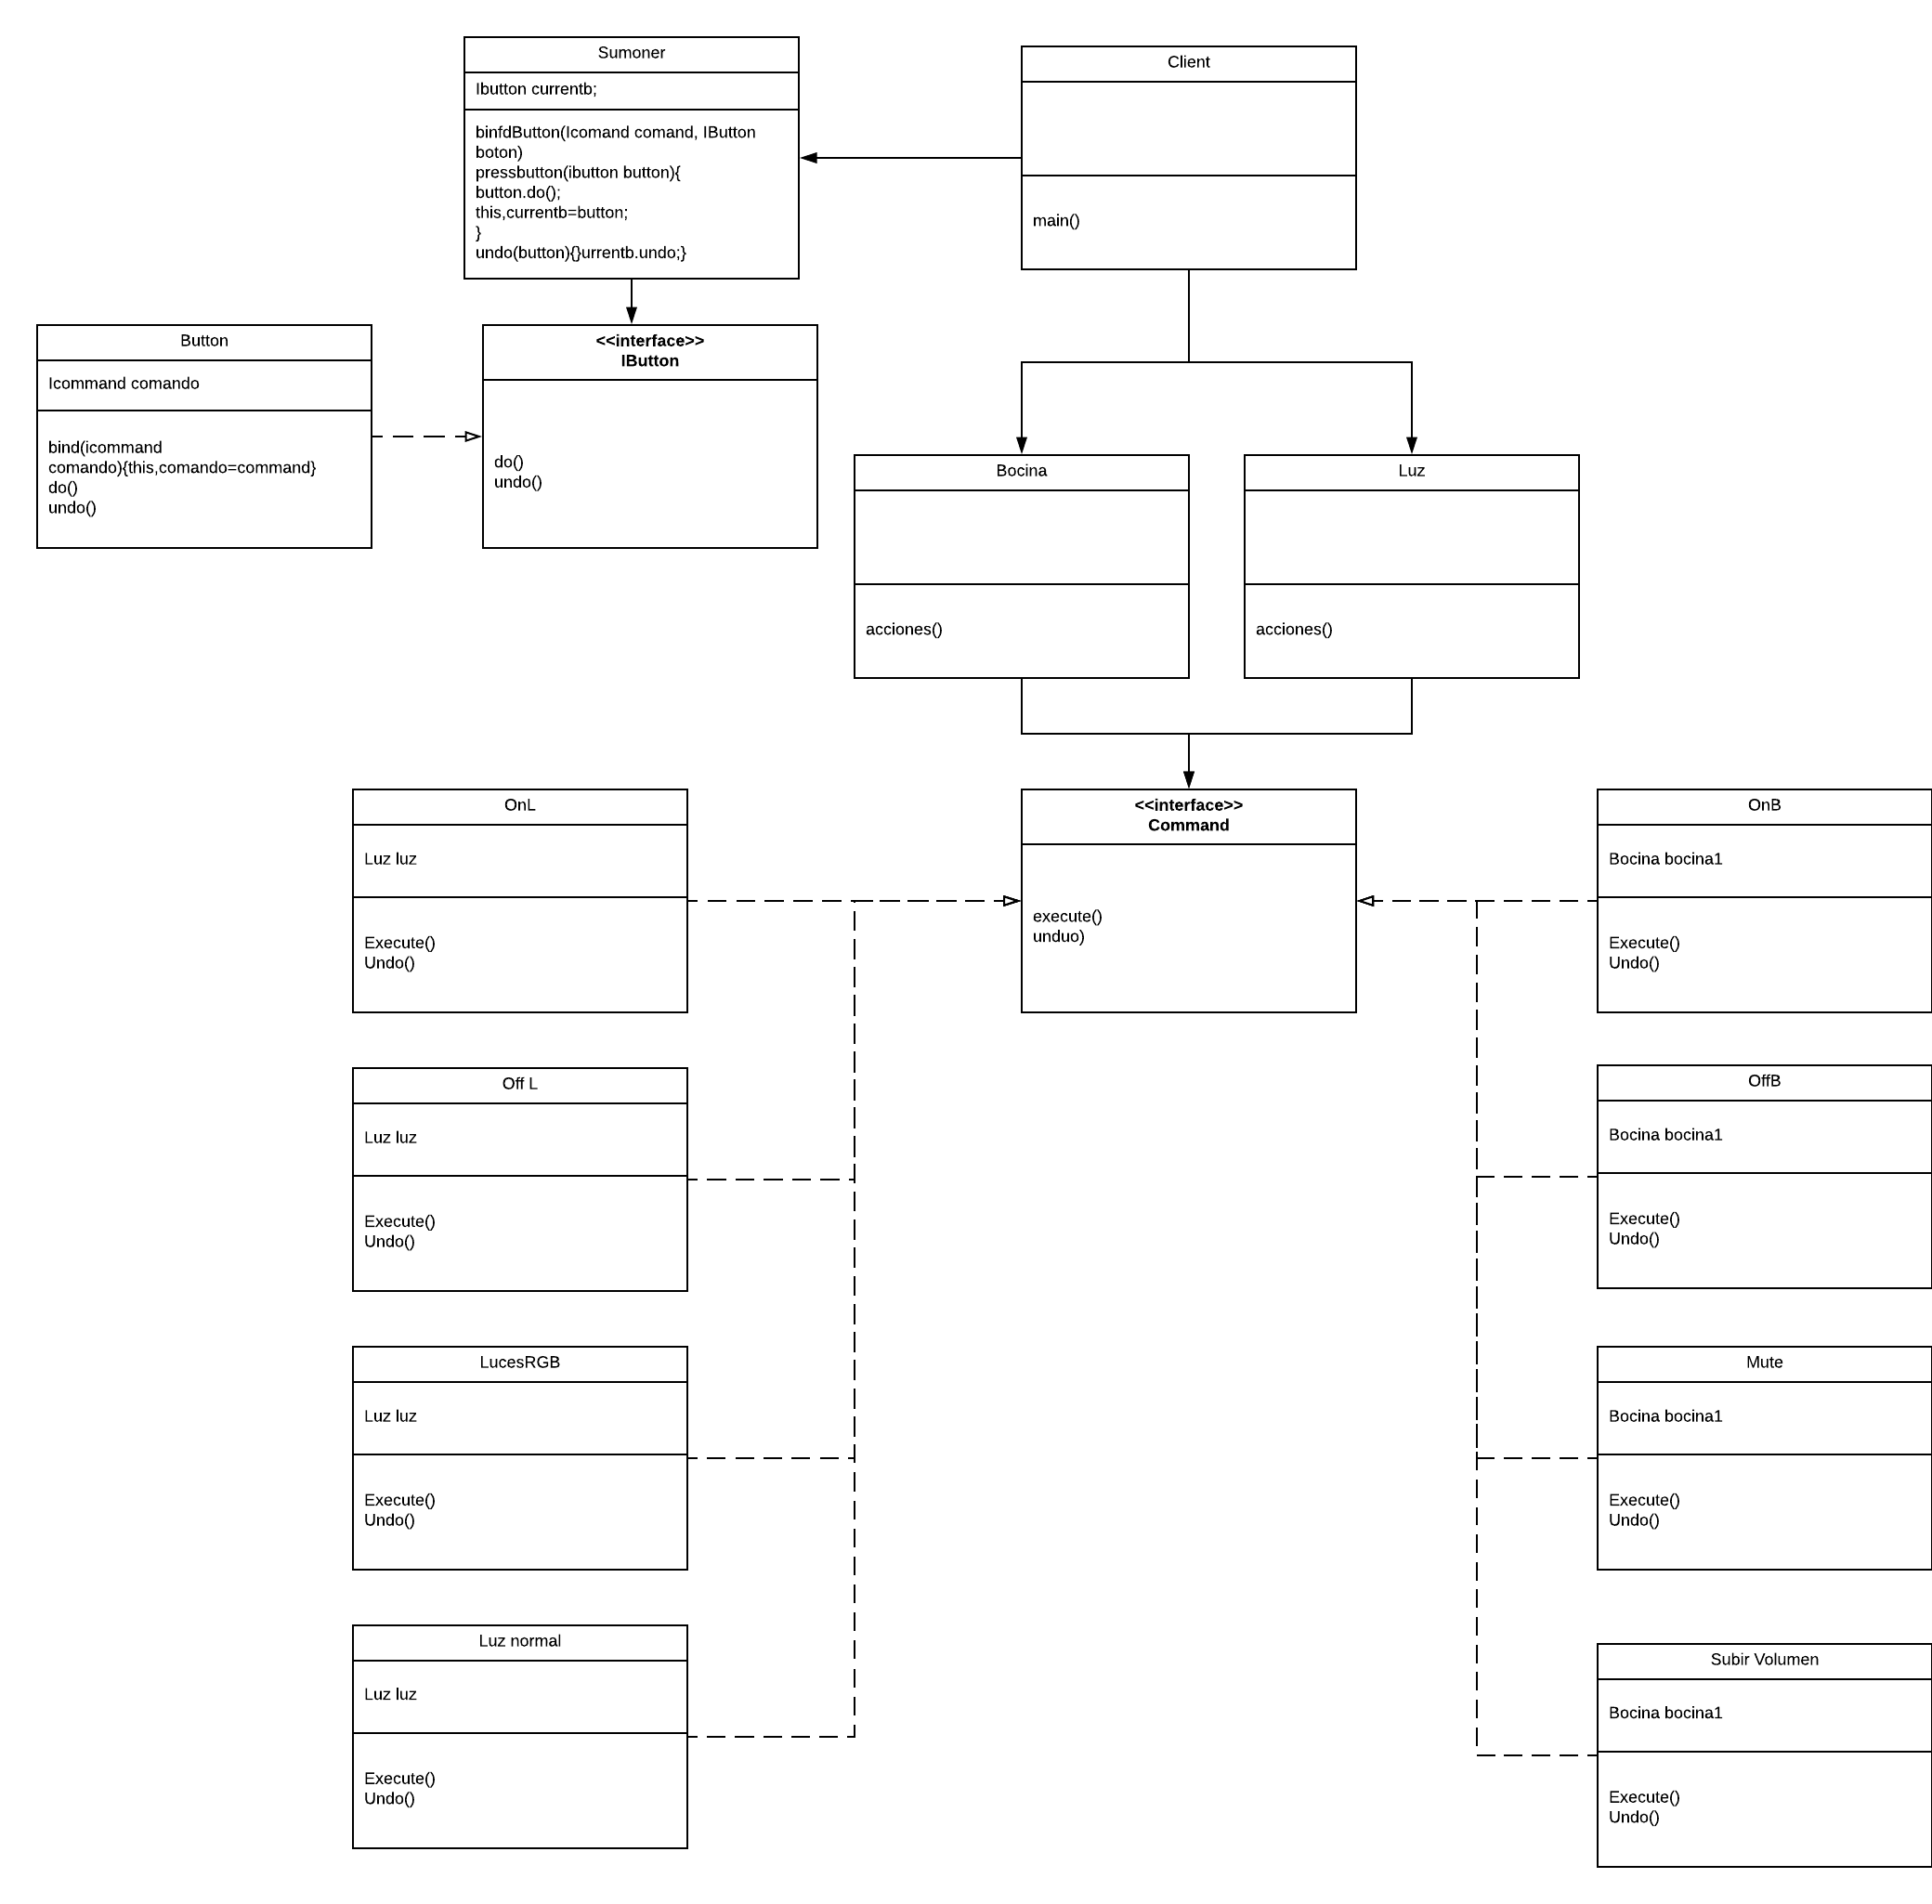 Sumoner
Ibutton currentb;
binfdButton(Icomand comand, IButton
boton)
pressbutton(ibutton button){
button.do();
this,currentb=button;
}
undo(button){}urrentb.undo;}
Client
main()
Button
Icommand comando
bind(icommand
comando){this,comando=command}
do()
undo()
<<interface>>
IButton
do()
undo()
Bocina
acciones()
Luz
acciones()
OnL
Luz luz
Execute()
Undo()
<<interface>>
Command
execute()
unduo)
OnB
Bocina bocina1
Execute()
Undo()
Off L
Luz luz
Execute()
Undo()
OffB
Bocina bocina1
Execute()
Undo()
LucesRGB
Luz luz
Execute()
Undo()
Mute
Bocina bocina1
Execute()
Undo()
Luz normal
Luz luz
Execute()
Undo()
Subir Volumen
Bocina bocina1
Execute()
Undo()